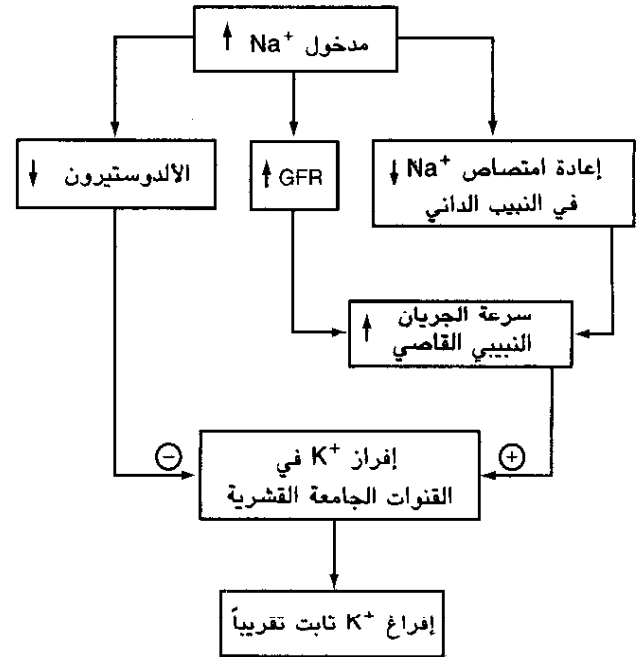 مدخول Na⁺ ↑
الالدوستيرون ↓
GFR ↑
إعادة امتصاص Na⁺ ↓
في النبيب الداني
سرعة الجريان ↑
النبيبي القاصي
−
+
إفراز K⁺ في
القنوات الجامعة القشرية
إفراغ K⁺ ثابت تقريباً